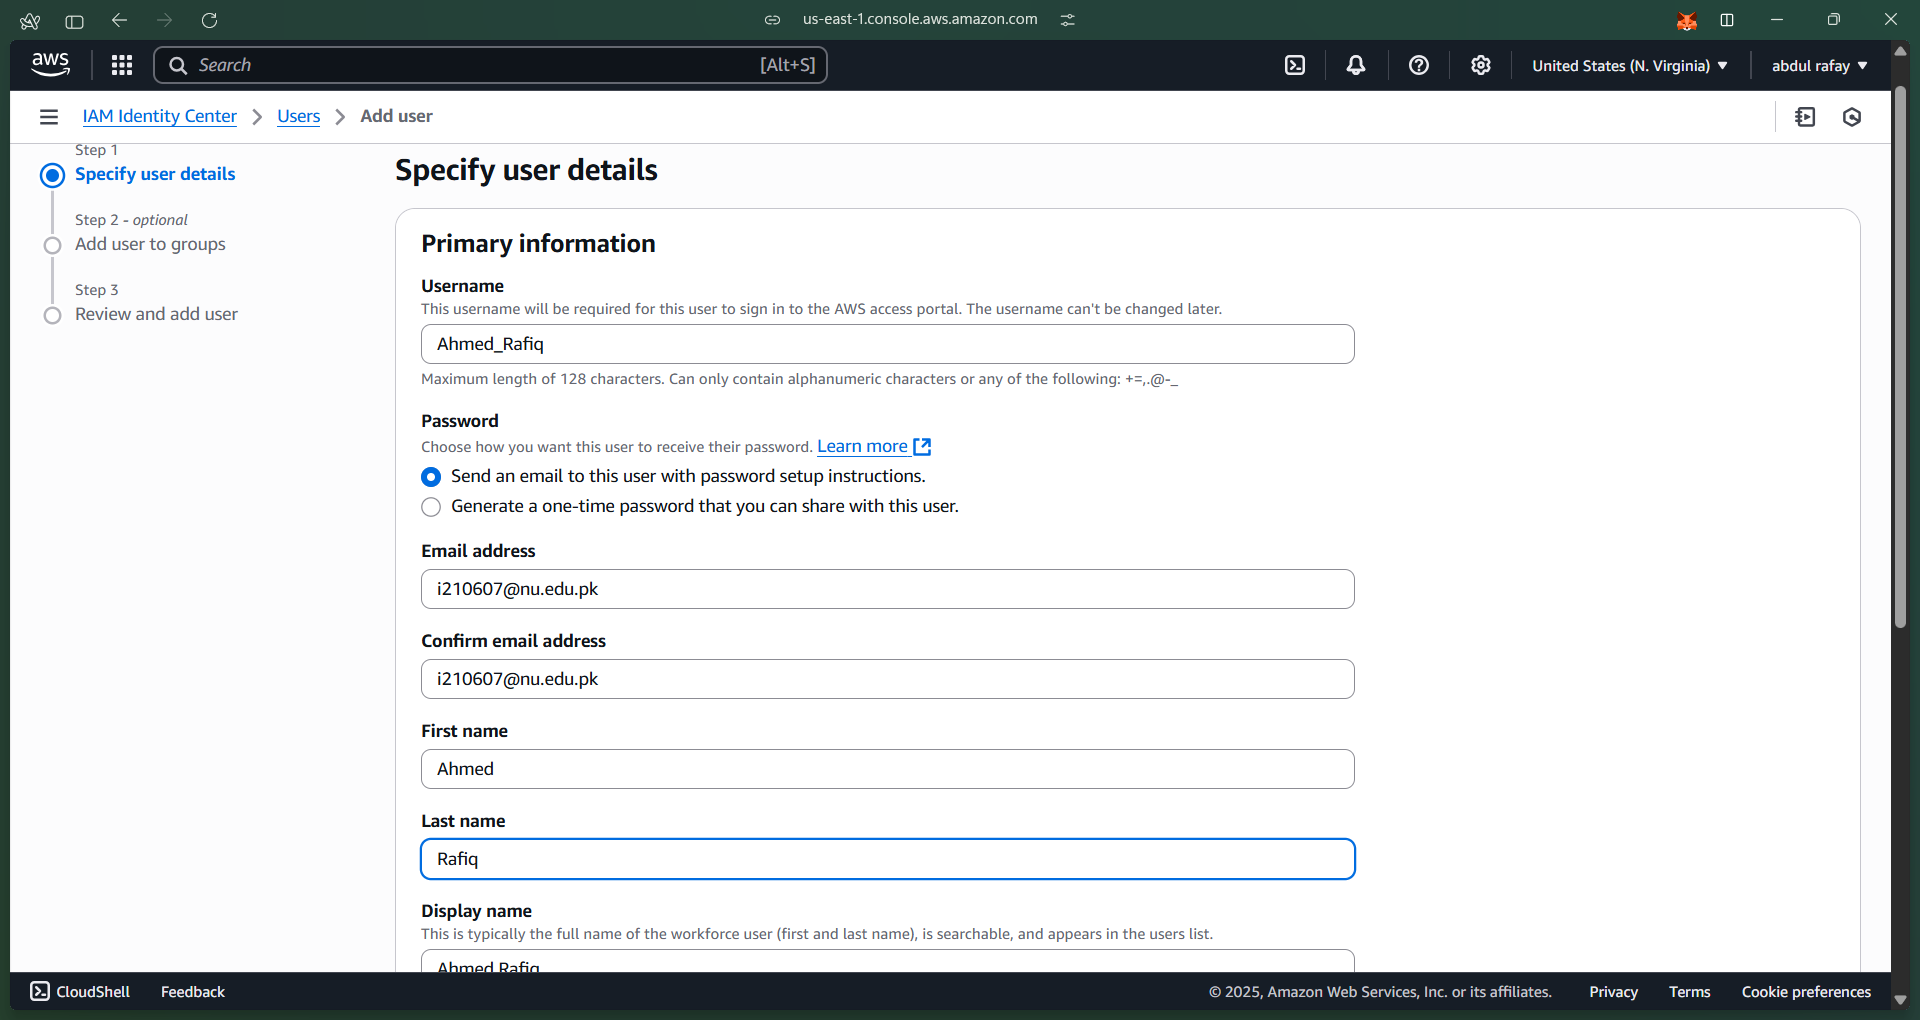 us-east-1.console.aws.amazon.com
aws
Search [Alt+S]
United States (N. Virginia)
abdul rafay
IAM Identity Center
Users
Add user
Step 1
Specify user details
Step 2 - optional
Add user to groups
Step 3
Review and add user
Specify user details
Primary information
Username
This username will be required for this user to sign in to the AWS access portal. The username can't be changed later.
Ahmed_Rafiq
Maximum length of 128 characters. Can only contain alphanumeric characters or any of the following: +=,.@-_
Password
Choose how you want this user to receive their password. Learn more
Send an email to this user with password setup instructions.
Generate a one-time password that you can share with this user.
Email address
i210607@nu.edu.pk
Confirm email address
i210607@nu.edu.pk
First name
Ahmed
Last name
Rafiq
Display name
This is typically the full name of the workforce user (first and last name), is searchable, and appears in the users list.
Ahmed Rafiq
CloudShell
Feedback
© 2025, Amazon Web Services, Inc. or its affiliates.
Privacy
Terms
Cookie preferences